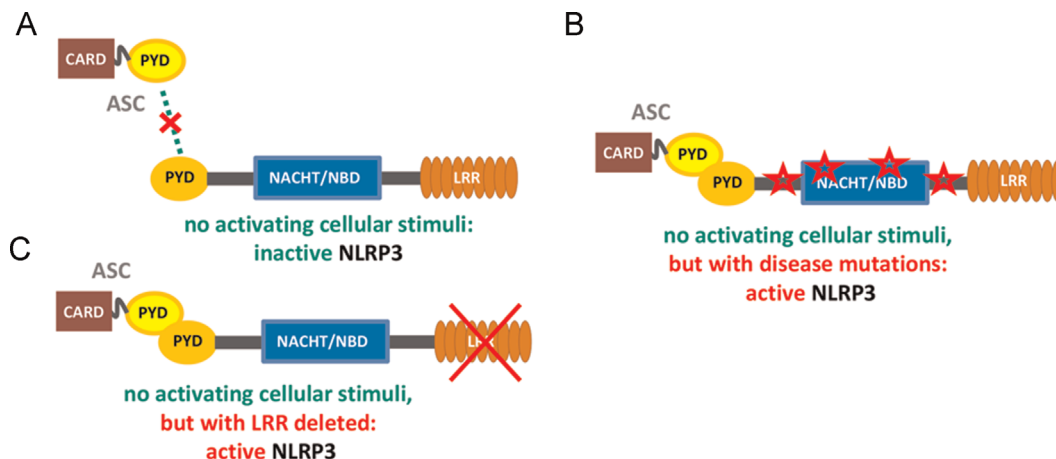 A
CARD
PYD
ASC
PYD
NACHT/NBD
LRR
no activating cellular stimuli:
inactive NLRP3
B
ASC
CARD
PYD
PYD
NACHT/NBD
LRR
no activating cellular stimuli,
but with disease mutations:
active NLRP3
C
ASC
CARD
PYD
PYD
NACHT/NBD
LRR
no activating cellular stimuli,
but with LRR deleted:
active NLRP3